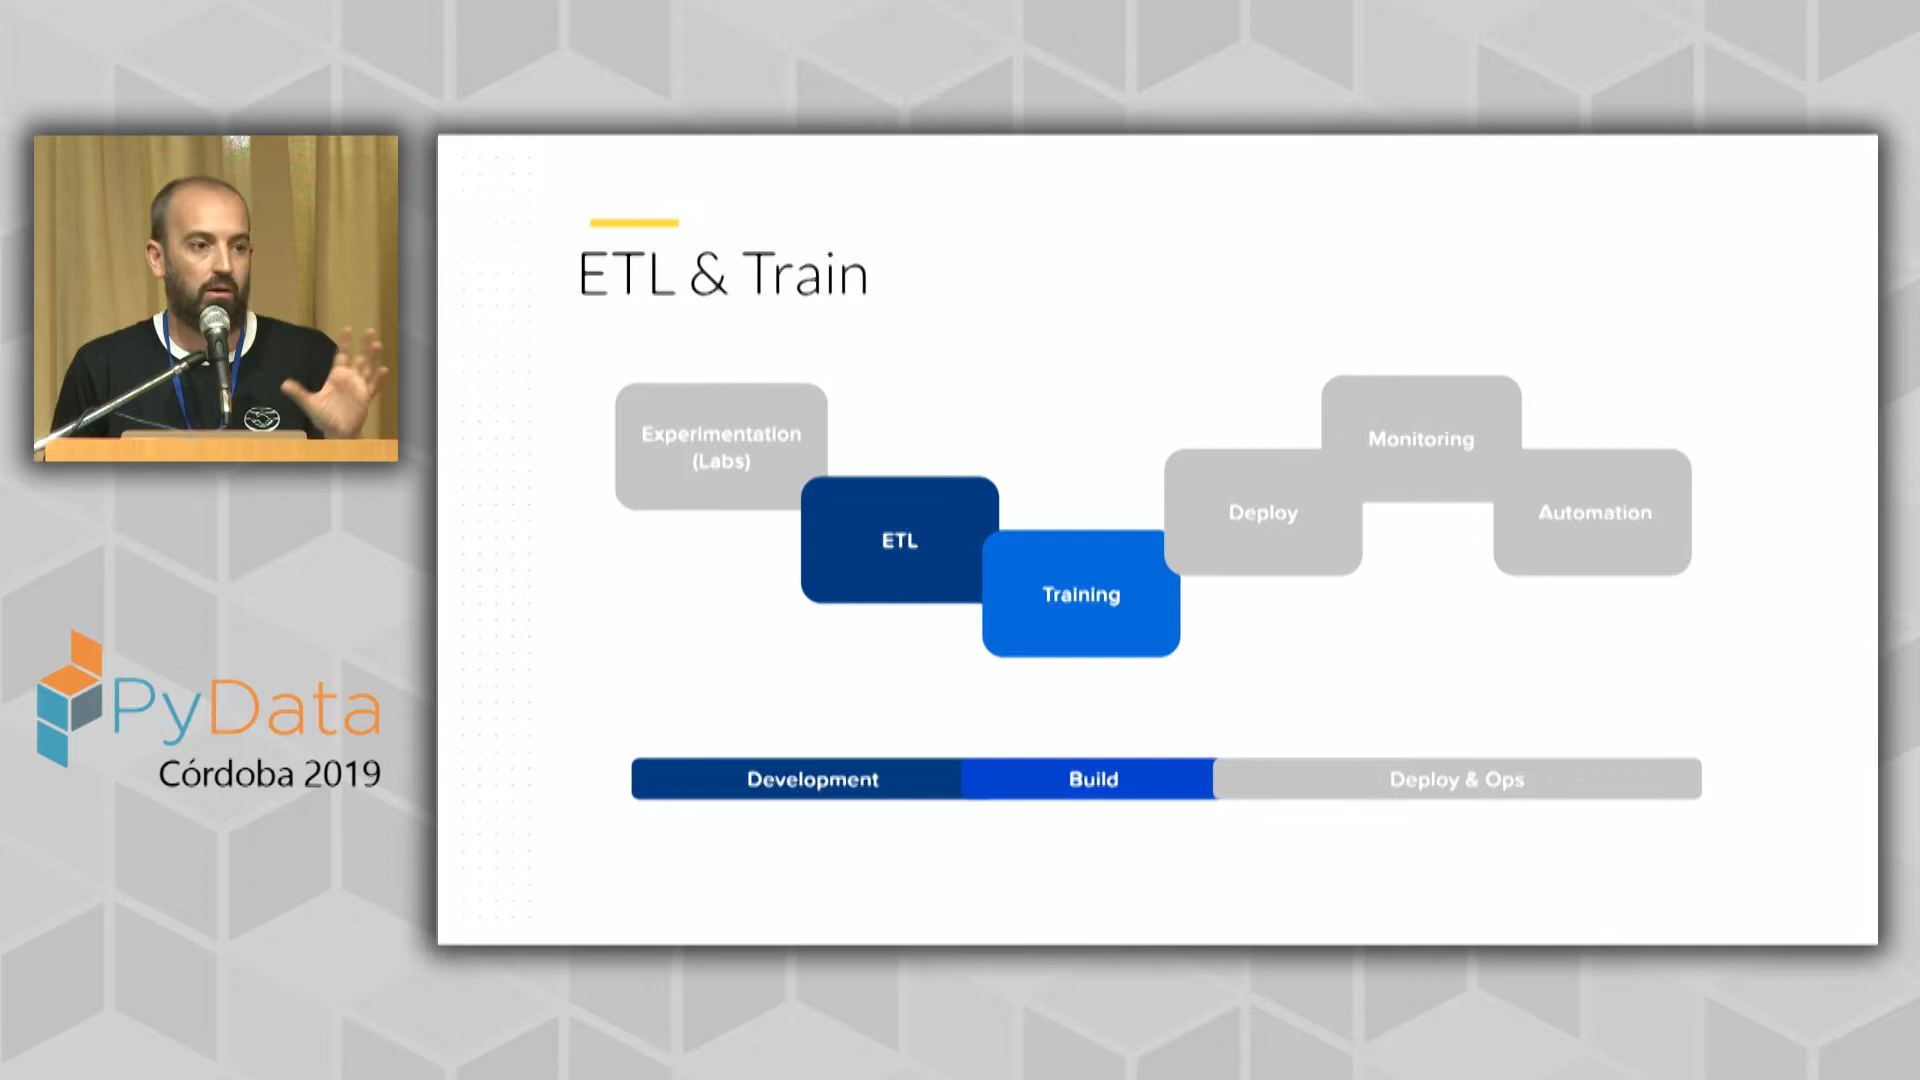 ETL & Train
Experimentation
(Labs)
ETL
Training
Deploy
Monitoring
Automation
Development
Build
Deploy & Ops
PyData
Córdoba 2019